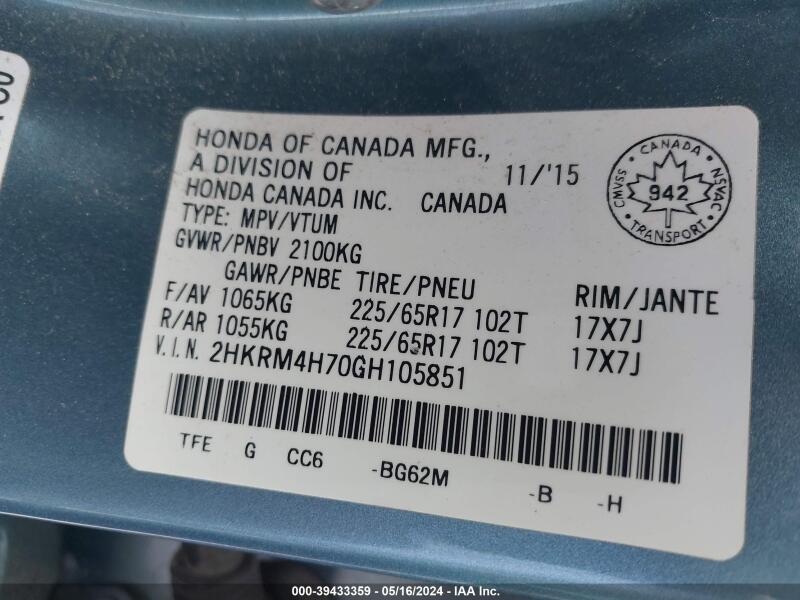 HONDA OF CANADA MFG.,
A DIVISION OF 11/'15
HONDA CANADA INC. CANADA
TYPE: MPV/VTUM
GVWR/PNBV 2100KG
GAWR/PNBE TIRE/PNEU RIM/JANTE
F/AV 1065KG 225/65R17 102T 17X7J
R/AR 1055KG 225/65R17 102T 17X7J
V.I.N. 2HKRM4H70GH105851
TFE G CC6 -BG62M -B -H
CANADA
CMVSS 942 NSVAC
TRANSPORT
000-39433359 - 05/16/2024 - IAA Inc.